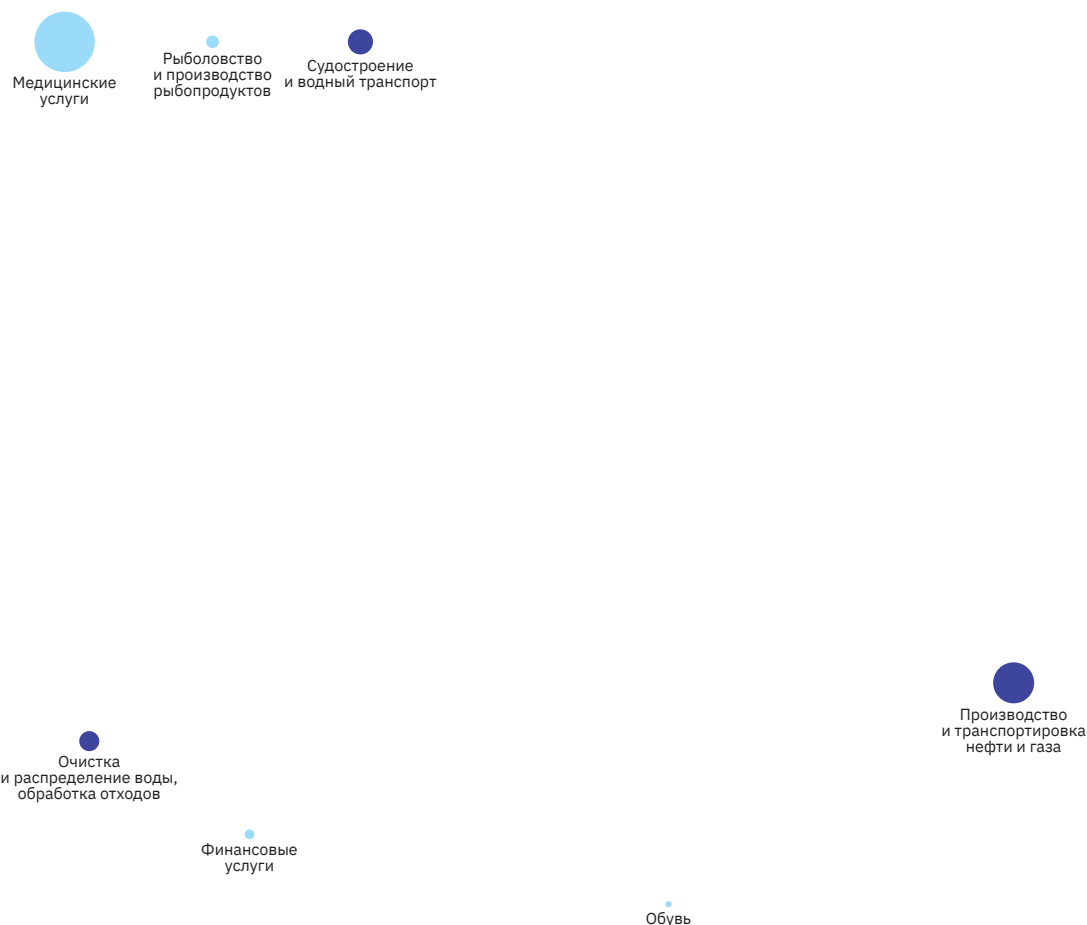 Медицинские
услуги
Рыболовство
и производство
рыбопродуктов
Судостроение
и водный транспорт
Производство
и транспортировка
нефти и газа
Очистка
и распределение воды,
обработка отходов
Финансовые
услуги
Обувь